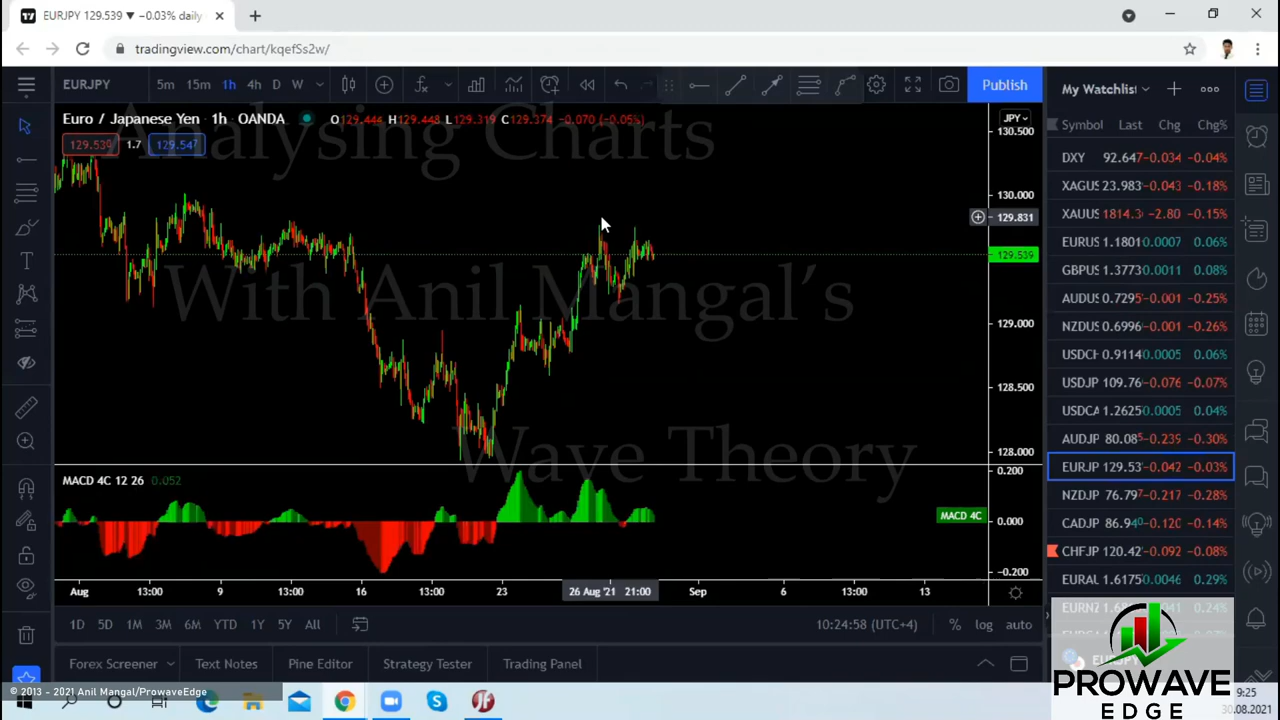 EURJPY 129.539 ▼ −0.03% daily
tradingview.com/chart/kqefSs2w/
EURJPY 5m 15m 1h 4h D W Publish
Euro / Japanese Yen · 1h · OANDA O129.444 H129.448 L129.319 C129.374 −0.070 (−0.05%)
129.530 1.7 129.547
Analysing Charts
With Anil Mangal’s
Wave Theory
JPY
130.500
130.000
129.831
129.539
129.000
128.500
128.000
MACD 4C 12 26 0.052
0.200
MACD 4C
0.000
−0.200
Aug 13:00 9 13:00 16 13:00 23 26 Aug '21 21:00 Sep 6 13:00 13
1D 5D 1M 3M 6M YTD 1Y 5Y All 10:24:58 (UTC+4) % log auto
Forex Screener Text Notes Pine Editor Strategy Tester Trading Panel
My Watchlis
Symbol Last Chg Chg%
DXY 92.647 −0.034 −0.04%
XAGUS 23.983 −0.043 −0.18%
XAUUS 1814.3 −2.80 −0.15%
EURUS 1.1801 0.0007 0.06%
GBPUS 1.3773 0.0011 0.08%
AUDUS 0.7295 −0.001 −0.25%
NZDUS 0.6996 −0.001 −0.26%
USDCH 0.9114 0.0005 0.06%
USDJP 109.76 −0.076 −0.07%
USDCA 1.2625 0.0005 0.04%
AUDJP 80.085 −0.239 −0.30%
EURJP 129.53 −0.042 −0.03%
NZDJP 76.797 −0.217 −0.28%
CADJP 86.940 −0.120 −0.14%
CHFJP 120.42 −0.092 −0.08%
EURAU 1.6175 0.0046 0.29%
EURNZ 0.24%
PROWAVE
EDGE
© 2013 - 2021 Anil Mangal/ProwaveEdge
9:25
30.08.2021